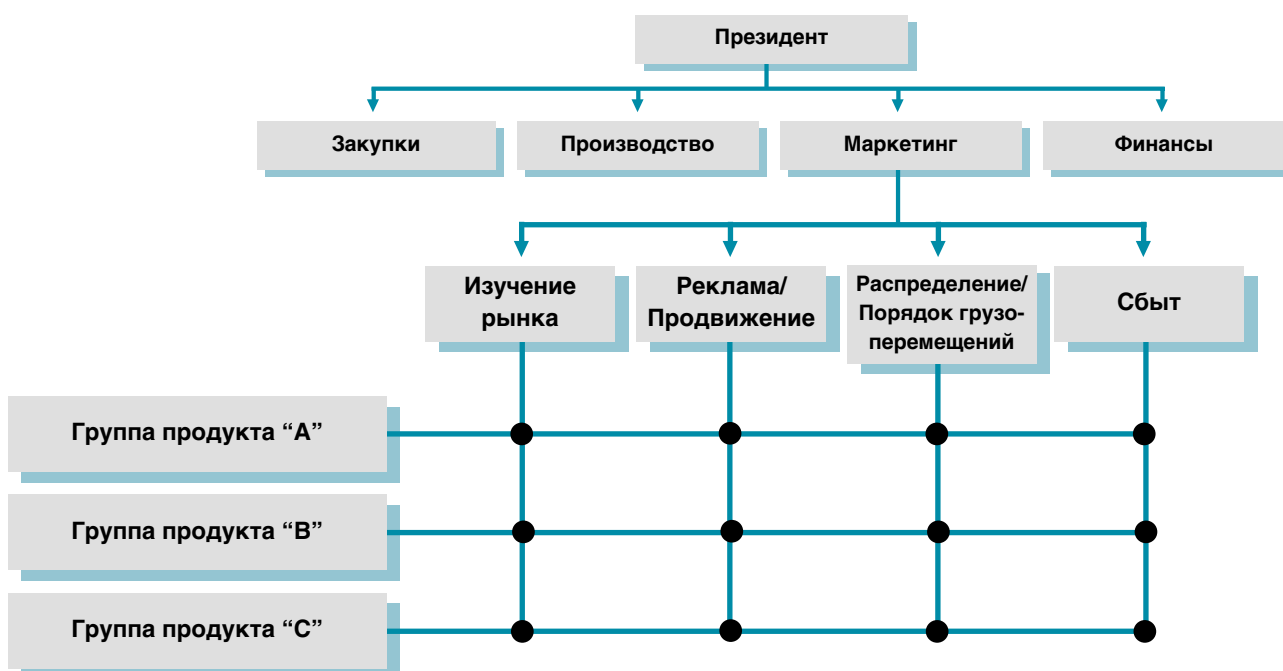 Президент
Закупки
Производство
Маркетинг
Финансы
Изучение
рынка
Реклама/
Продвижение
Распределение/
Порядок грузо-
перемещений
Сбыт
Группа продукта “А”
Группа продукта “В”
Группа продукта “С”